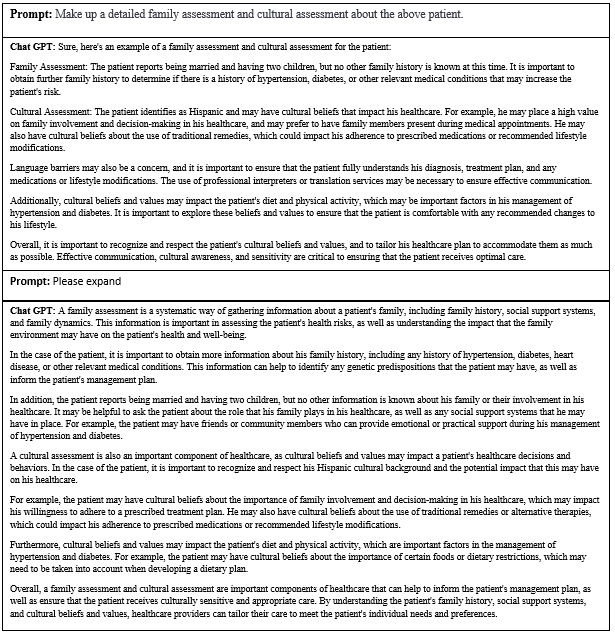 Prompt: Make up a detailed family assessment and cultural assessment about the above patient.
Chat GPT: Sure, here's an example of a family assessment and cultural assessment for the patient:
Family Assessment: The patient reports being married and having two children, but no other family history is known at this time. It is important to
obtain further family history to determine if there is a history of hypertension, diabetes, or other relevant medical conditions that may increase the
patient's risk.
Cultural Assessment: The patient identifies as Hispanic and may have cultural beliefs that impact his healthcare. For example, he may place a high value
on family involvement and decision-making in his healthcare, and may prefer to have family members present during medical appointments. He may
also have cultural beliefs about the use of traditional remedies, which could impact his adherence to prescribed medications or recommended lifestyle
modifications.
Language barriers may also be a concern, and it is important to ensure that the patient fully understands his diagnosis, treatment plan, and any
medications or lifestyle modifications. The use of professional interpreters or translation services may be necessary to ensure effective communication.
Additionally, cultural beliefs and values may impact the patient's diet and physical activity, which may be important factors in his management of
hypertension and diabetes. It is important to explore these beliefs and values to ensure that the patient is comfortable with any recommended changes to
his lifestyle.
Overall, it is important to recognize and respect the patient's cultural beliefs and values, and to tailor his healthcare plan to accommodate them as much
as possible. Effective communication, cultural awareness, and sensitivity are critical to ensuring that the patient receives optimal care.
Prompt: Please expand
Chat GPT: A family assessment is a systematic way of gathering information about a patient's family, including family history, social support systems,
and family dynamics. This information is important in assessing the patient's health risks, as well as understanding the impact that the family
environment may have on the patient's health and well-being.
In the case of the patient, it is important to obtain more information about his family history, including any history of hypertension, diabetes, heart
disease, or other relevant medical conditions. This information can help to identify any genetic predispositions that the patient may have, as well as
inform the patient's management plan.
In addition, the patient reports being married and having two children, but no other information is known about his family or their involvement in his
healthcare. It may be helpful to ask the patient about the role that his family plays in his healthcare, as well as any social support systems that he may
have in place. For example, the patient may have friends or community members who can provide emotional or practical support during his management
of hypertension and diabetes.
A cultural assessment is also an important component of healthcare, as cultural beliefs and values may impact a patient's healthcare decisions and
behaviors. In the case of the patient, it is important to recognize and respect his Hispanic cultural background and the potential impact that this may have
on his healthcare.
For example, the patient may have cultural beliefs about the importance of family involvement and decision-making in his healthcare, which may impact
his willingness to adhere to a prescribed treatment plan. He may also have cultural beliefs about the use of traditional remedies or alternative therapies,
which could impact his adherence to prescribed medications or recommended lifestyle modifications.
Furthermore, cultural beliefs and values may impact the patient's diet and physical activity, which are important factors in the management of
hypertension and diabetes. For example, the patient may have cultural beliefs about the importance of certain foods or dietary restrictions, which may
need to be taken into account when developing a dietary plan.
Overall, a family assessment and cultural assessment are important components of healthcare that can help to inform the patient's management plan, as
well as ensure that the patient receives culturally sensitive and appropriate care. By understanding the patient's family history, social support systems,
and cultural beliefs and values, healthcare providers can tailor their care to meet the patient's individual needs and preferences.